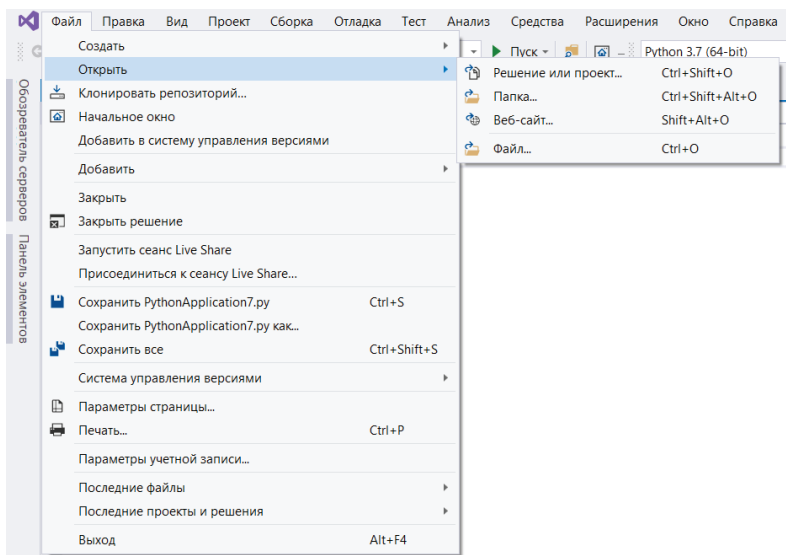 Файл Правка Вид Проект Сборка Отладка Тест Анализ Средства Расширения Окно Справка
Пуск Python 3.7 (64-bit)
Обозреватель серверов
Панель элементов
Создать
Открыть
Клонировать репозиторий...
Начальное окно
Добавить в систему управления версиями
Добавить
Закрыть
Закрыть решение
Запустить сеанс Live Share
Присоединиться к сеансу Live Share...
Сохранить PythonApplication7.py Ctrl+S
Сохранить PythonApplication7.py как...
Сохранить все Ctrl+Shift+S
Система управления версиями
Параметры страницы...
Печать... Ctrl+P
Параметры учетной записи...
Последние файлы
Последние проекты и решения
Выход Alt+F4
Решение или проект... Ctrl+Shift+O
Папка... Ctrl+Shift+Alt+O
Веб-сайт... Shift+Alt+O
Файл... Ctrl+O